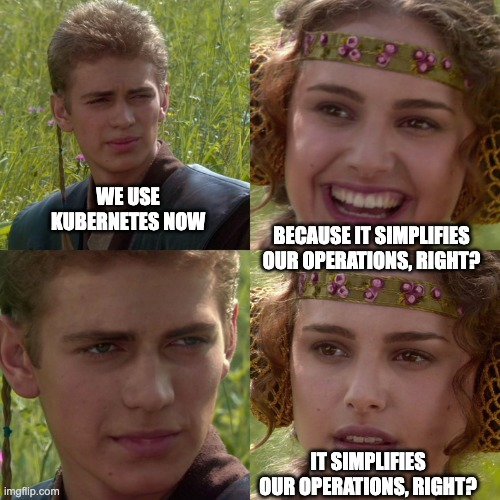 WE USE
KUBERNETES NOW
BECAUSE IT SIMPLIFIES
OUR OPERATIONS, RIGHT?
IT SIMPLIFIES
OUR OPERATIONS, RIGHT?
imgflip.com